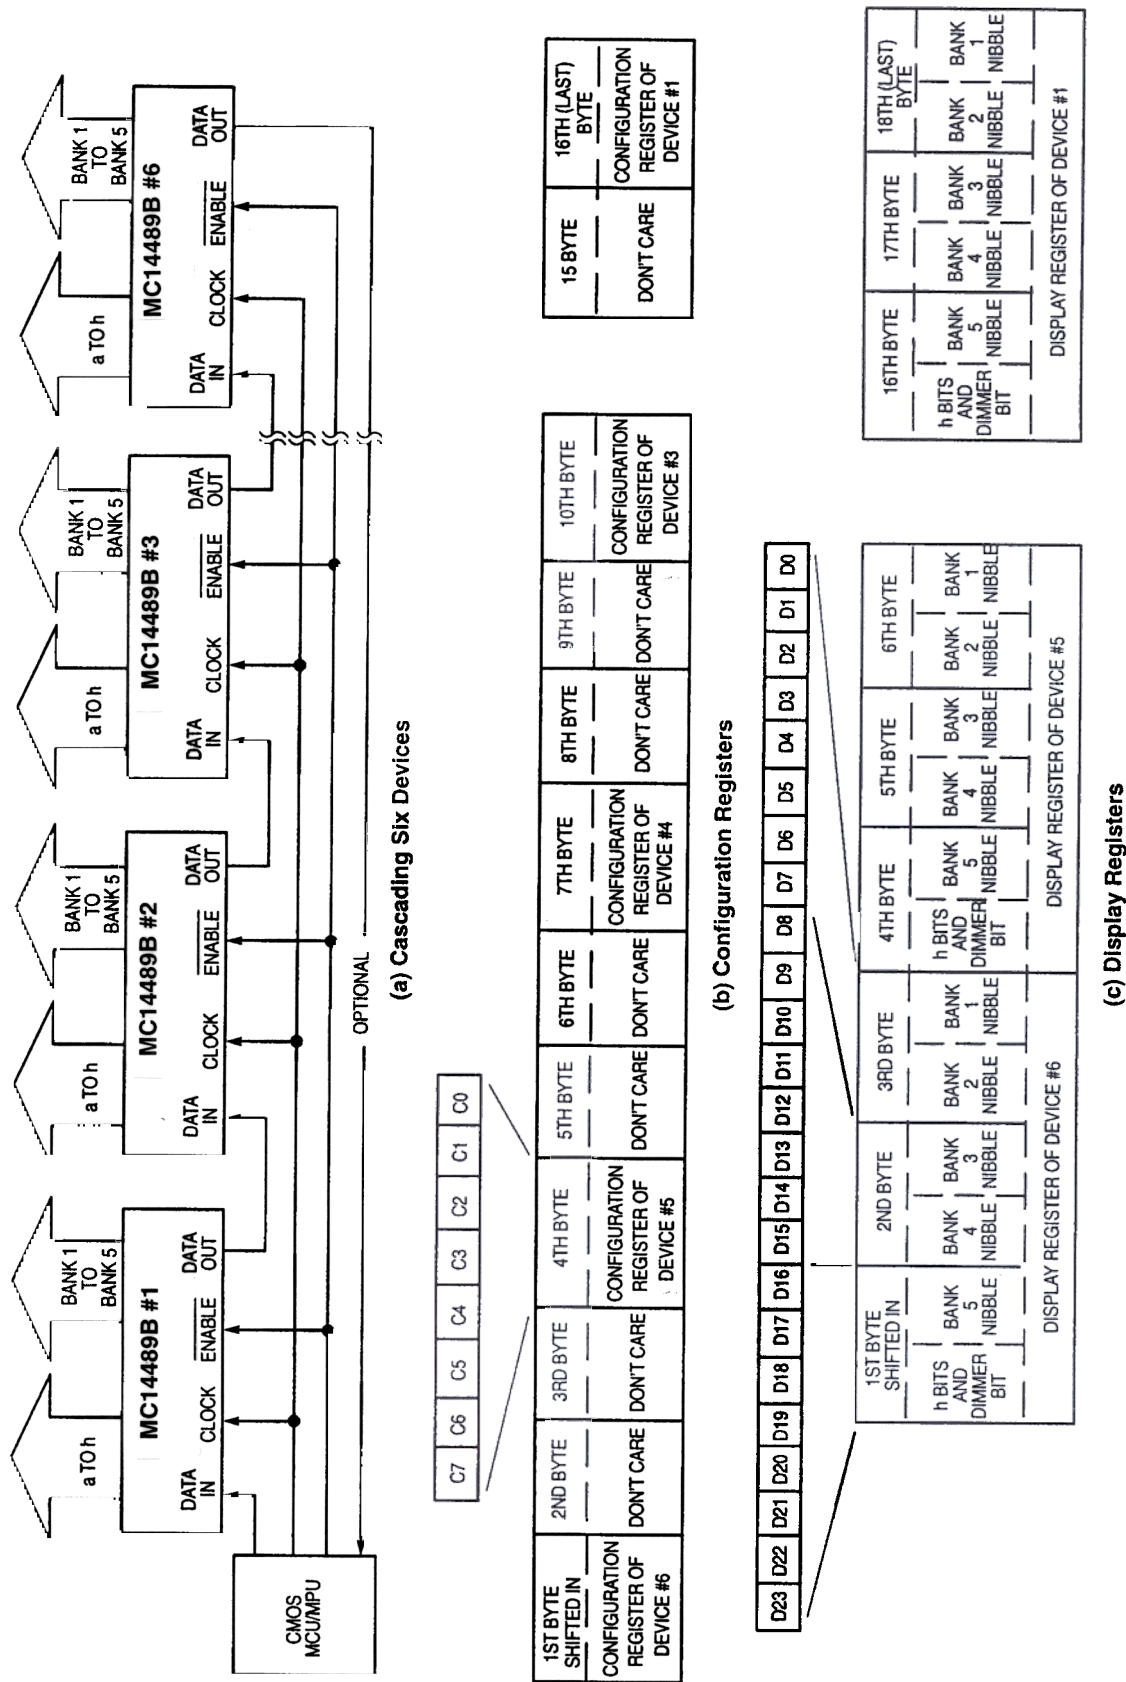 BANK 1
TO
BANK 5
a TO h
MC14489B #1
DATA
IN
CLOCK
ENABLE
DATA
OUT
BANK 1
TO
BANK 5
a TO h
MC14489B #2
DATA
IN
CLOCK
ENABLE
DATA
OUT
BANK 1
TO
BANK 5
a TO h
MC14489B #3
DATA
IN
CLOCK
ENABLE
DATA
OUT
BANK 1
TO
BANK 5
a TO h
MC14489B #6
DATA
IN
CLOCK
ENABLE
DATA
OUT
CMOS
MCU/MPU
OPTIONAL
(a) Cascading Six Devices
C7 C6 C5 C4 C3 C2 C1 C0
1ST BYTE
SHIFTED IN
CONFIGURATION
REGISTER OF
DEVICE #6
2ND BYTE
DON'T CARE
3RD BYTE
DON'T CARE
4TH BYTE
CONFIGURATION
REGISTER OF
DEVICE #5
5TH BYTE
DON'T CARE
6TH BYTE
DON'T CARE
7TH BYTE
CONFIGURATION
REGISTER OF
DEVICE #4
8TH BYTE
DON'T CARE
9TH BYTE
DON'T CARE
10TH BYTE
CONFIGURATION
REGISTER OF
DEVICE #3
15 BYTE
DON'T CARE
16TH (LAST)
BYTE
CONFIGURATION
REGISTER OF
DEVICE #1
(b) Configuration Registers
D23 D22 D21 D20 D19 D18 D17 D16 D15 D14 D13 D12 D11 D10 D9 D8 D7 D6 D5 D4 D3 D2 D1 D0
1ST BYTE
SHIFTED IN
h BITS
AND
DIMMER
BIT
BANK
5
NIBBLE
2ND BYTE
BANK
4
NIBBLE
BANK
3
NIBBLE
3RD BYTE
BANK
2
NIBBLE
BANK
1
NIBBLE
DISPLAY REGISTER OF DEVICE #6
4TH BYTE
h BITS
AND
DIMMER
BIT
BANK
5
NIBBLE
5TH BYTE
BANK
4
NIBBLE
BANK
3
NIBBLE
6TH BYTE
BANK
2
NIBBLE
BANK
1
NIBBLE
DISPLAY REGISTER OF DEVICE #5
16TH BYTE
h BITS
AND
DIMMER
BIT
BANK
5
NIBBLE
17TH BYTE
BANK
4
NIBBLE
BANK
3
NIBBLE
18TH (LAST)
BYTE
BANK
2
NIBBLE
BANK
1
NIBBLE
DISPLAY REGISTER OF DEVICE #1
(c) Display Registers